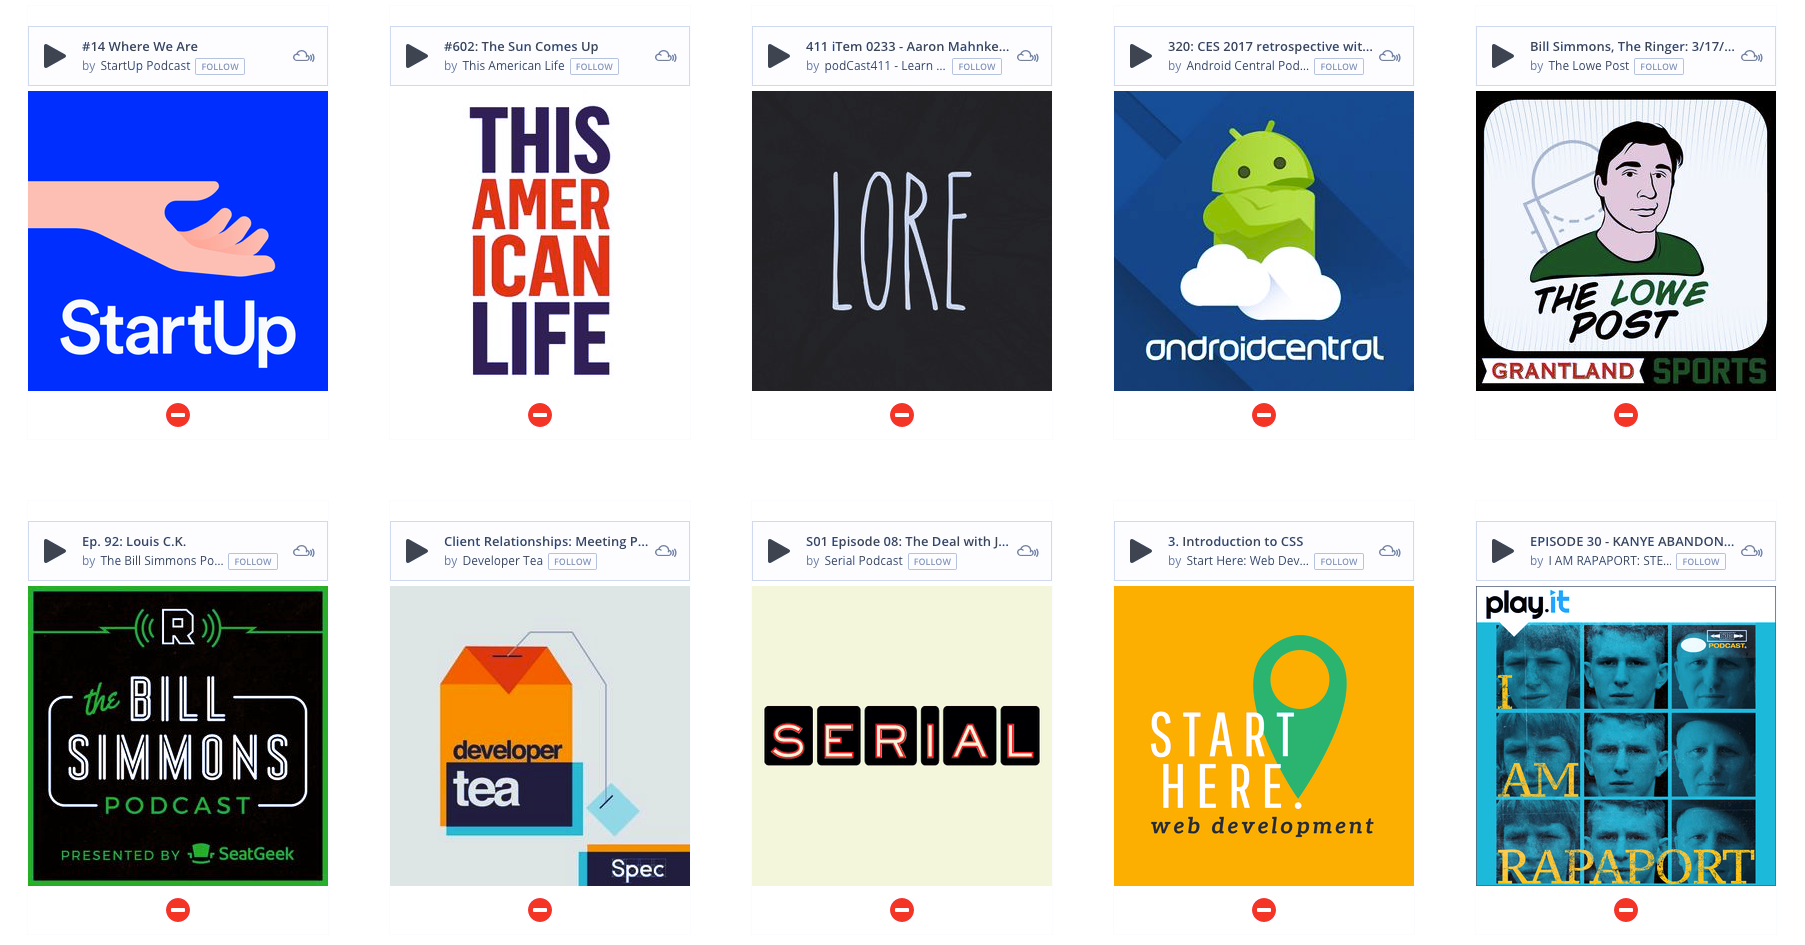 #14 Where We Are
by StartUp Podcast FOLLOW
StartUp
#602: The Sun Comes Up
by This American Life FOLLOW
THIS
AMER
ICAN
LIFE
411 iTem 0233 - Aaron Mahnke...
by podCast411 - Learn ... FOLLOW
LORE
320: CES 2017 retrospective wit...
by Android Central Pod... FOLLOW
androidcentral
Bill Simmons, The Ringer: 3/17/...
by The Lowe Post FOLLOW
THE LOWE
POST
GRANTLAND SPORTS
Ep. 92: Louis C.K.
by The Bill Simmons Po... FOLLOW
R
the BILL
SIMMONS
PODCAST
PRESENTED BY SeatGeek
Client Relationships: Meeting P...
by Developer Tea FOLLOW
developer
tea
Spec
S01 Episode 08: The Deal with J...
by Serial Podcast FOLLOW
SERIAL
3. Introduction to CSS
by Start Here: Web Dev... FOLLOW
START
HERE.
web development
EPISODE 30 - KANYE ABANDON...
by I AM RAPAPORT: STE... FOLLOW
play.it
PODCAST.
I
AM
RAPAPORT